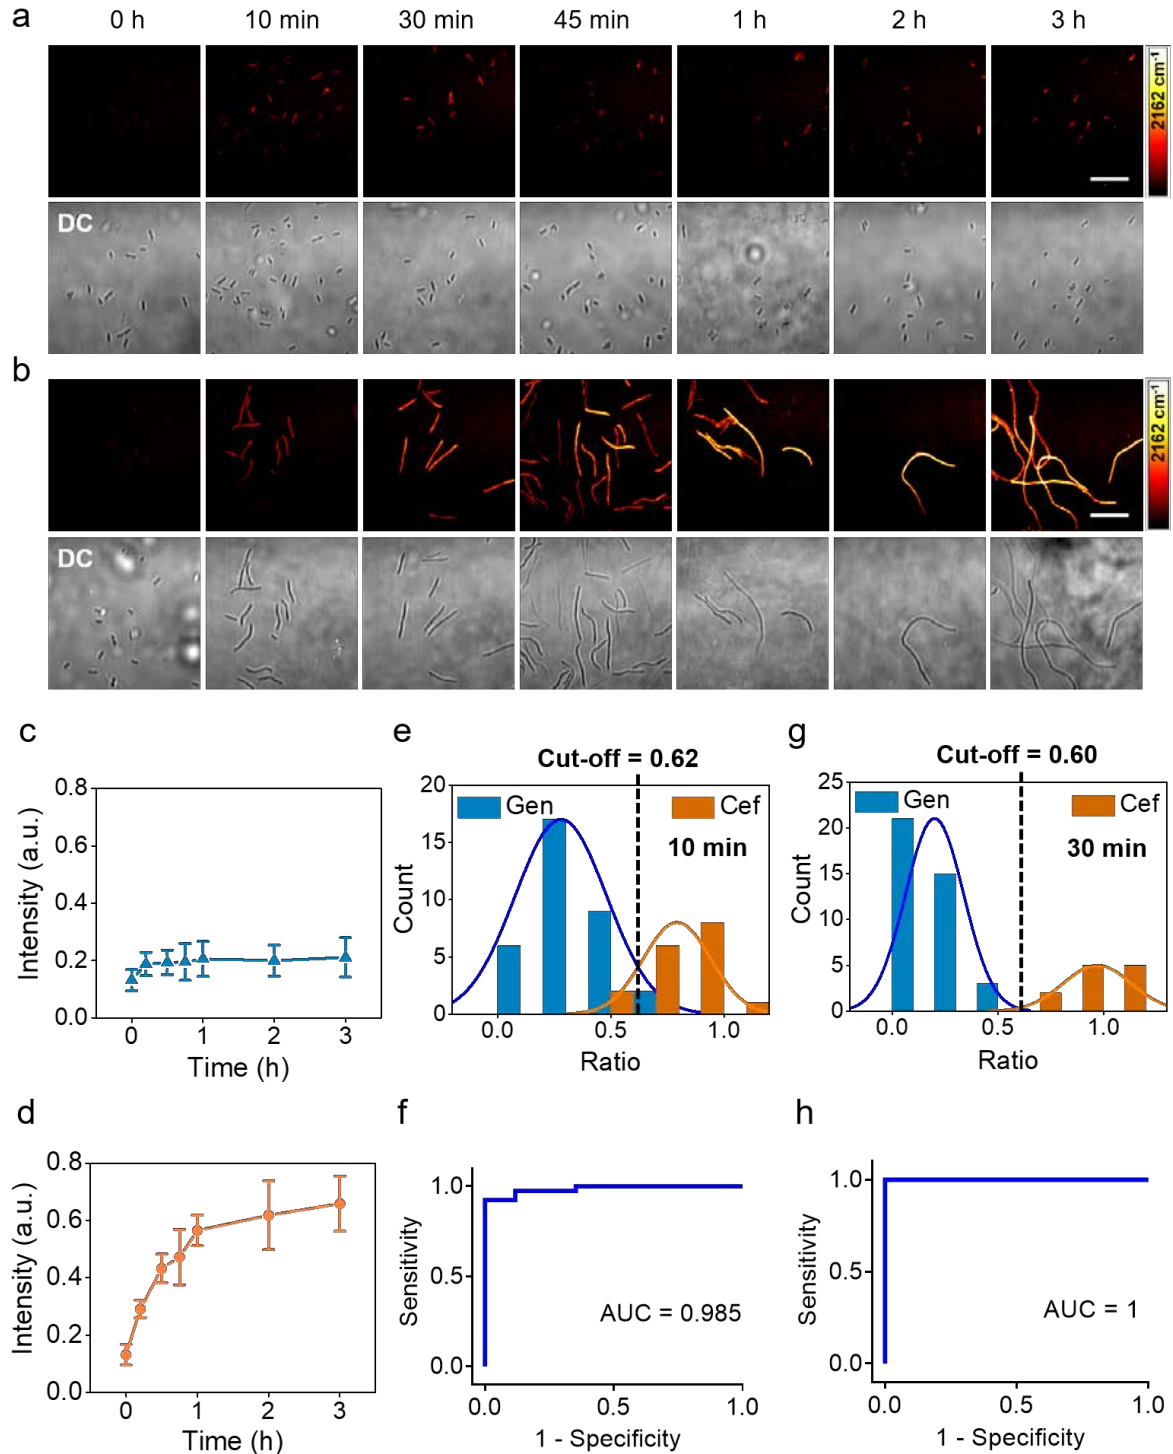 a
0 h 10 min 30 min 45 min 1 h 2 h 3 h
2162 cm⁻¹
DC
b
2162 cm⁻¹
DC
c
0.8
0.6
0.4
0.2
0.0
Intensity (a.u.)
0 1 2 3
Time (h)
e
Cut-off = 0.62
Gen
Cef
10 min
20
15
10
5
0
Count
0.0 0.5 1.0
Ratio
g
Cut-off = 0.60
Gen
Cef
30 min
25
20
15
10
5
0
Count
0.0 0.5 1.0
Ratio
d
0.8
0.6
0.4
0.2
0.0
Intensity (a.u.)
0 1 2 3
Time (h)
f
1.0
0.5
0.0
Sensitivity
AUC = 0.985
0.0 0.5 1.0
1 - Specificity
h
1.0
0.5
0.0
Sensitivity
AUC = 1
0.0 0.5 1.0
1 - Specificity